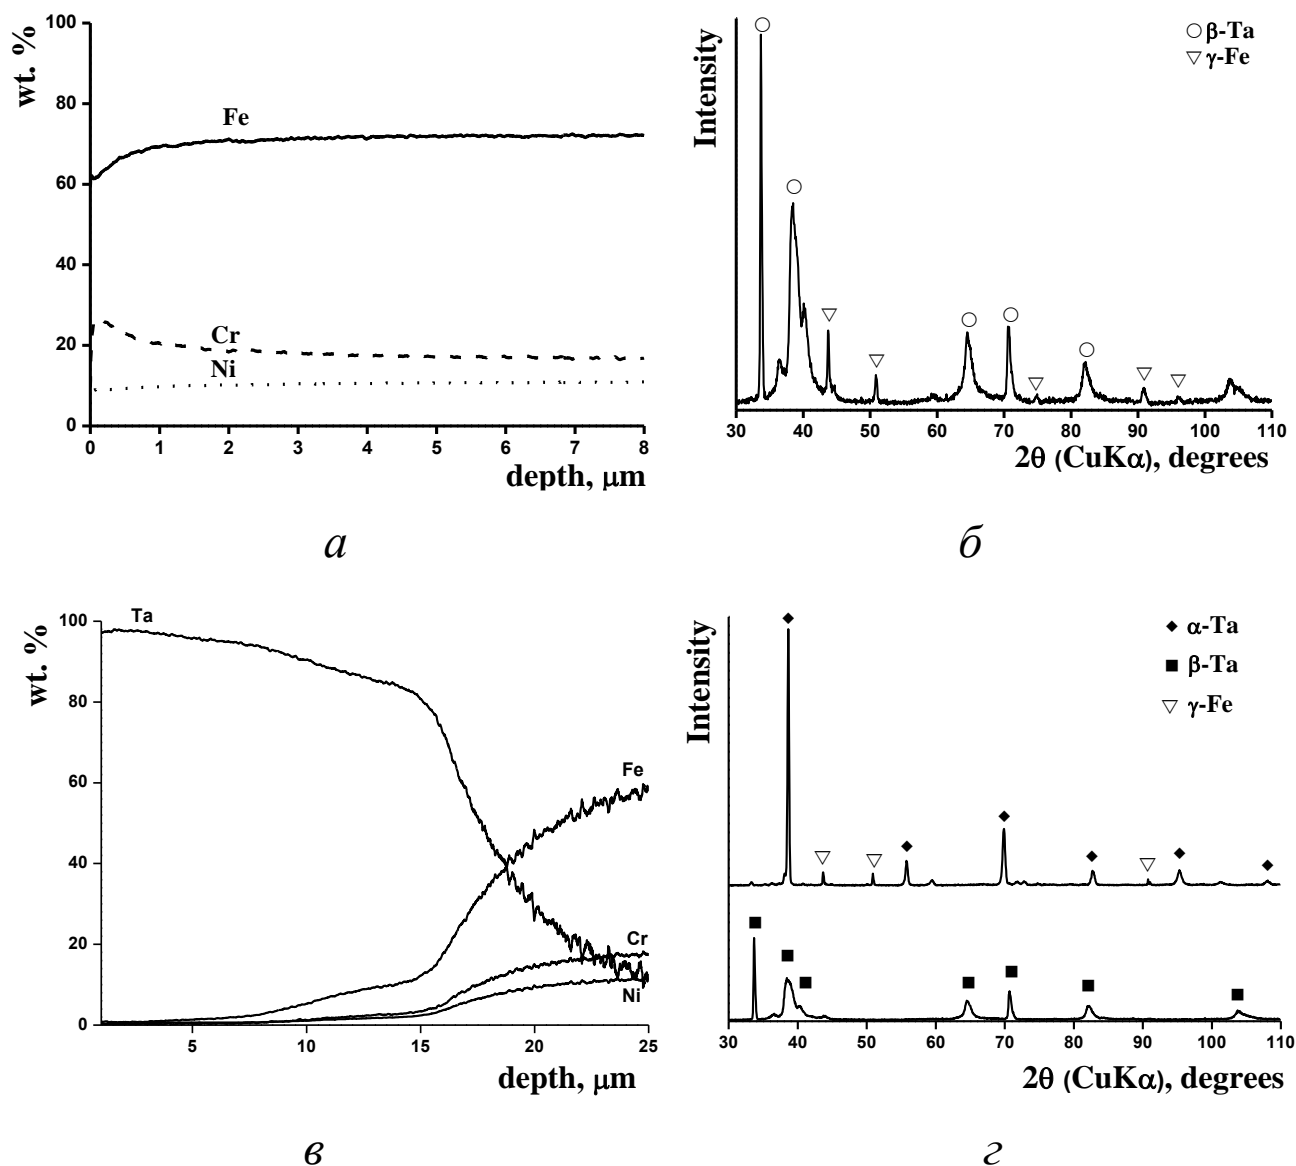 wt. %
100
80
60
40
20
0
Fe
Cr
Ni
0 1 2 3 4 5 6 7 8
depth, μm
а
Intensity
β-Ta
γ-Fe
30 40 50 60 70 80 90 100 110
2θ (CuKα), degrees
б
wt. %
100
80
60
40
20
0
Ta
Fe
Cr
Ni
5 10 15 20 25
depth, μm
в
Intensity
α-Ta
β-Ta
γ-Fe
30 40 50 60 70 80 90 100 110
2θ (CuKα), degrees
г